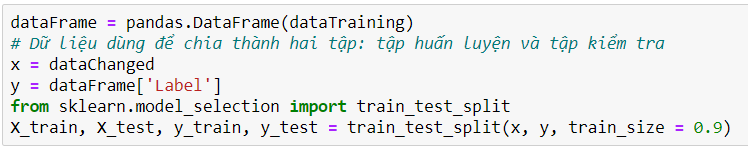 dataFrame = pandas.DataFrame(dataTraining)
# Dữ liệu dùng để chia thành hai tập: tập huấn luyện và tập kiểm tra
x = dataChanged
y = dataFrame['Label']
from sklearn.model_selection import train_test_split
X_train, X_test, y_train, y_test = train_test_split(x, y, train_size = 0.9)